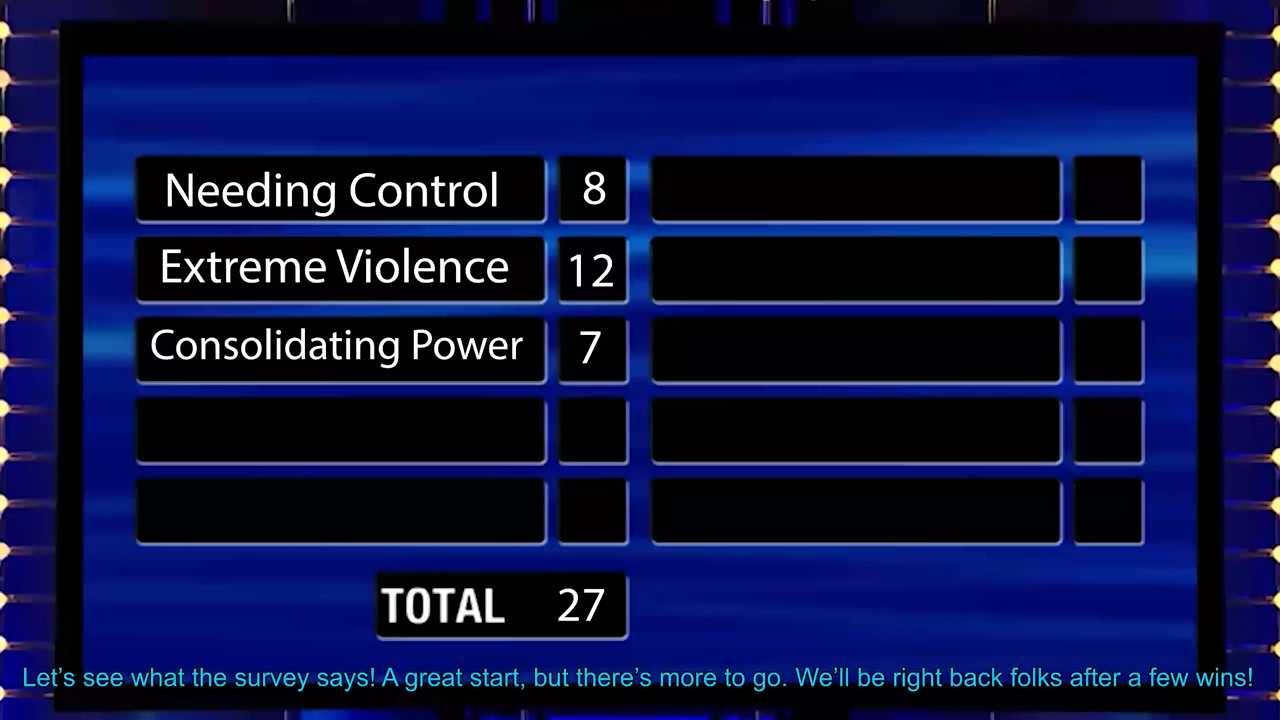 Needing Control 8
Extreme Violence 12
Consolidating Power 7
TOTAL 27
Let's see what the survey says! A great start, but there's more to go. We'll be right back folks after a few wins!